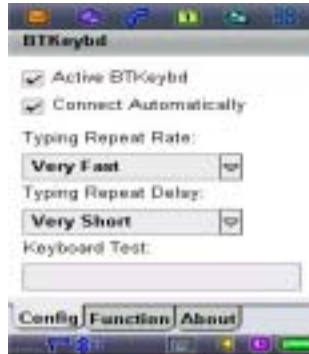 BTKeybd
Active BTKeybd
Connect Automatically
Typing Repeat Rate:
Very Fast
Typing Repeat Delay:
Very Short
Keyboard Test:
Config Function About